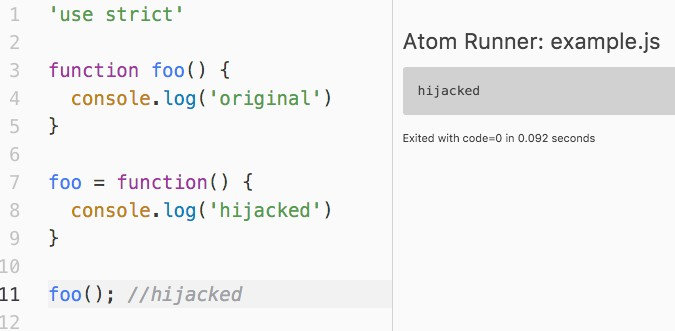 1 'use strict'
2
3 function foo() {
4   console.log('original')
5 }
6
7 foo = function() {
8   console.log('hijacked')
9 }
10
11 foo(); //hijacked
12
Atom Runner: example.js
hijacked
Exited with code=0 in 0.092 seconds